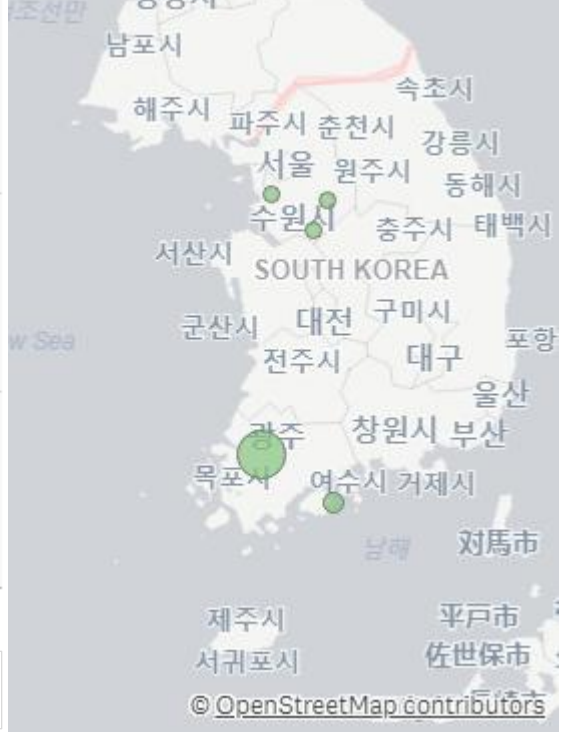 조선만
남포시
해주시
속초시
파주시 춘천시
강릉시
서울
원주시
동해시
수원시
충주시
태백시
서산시
SOUTH KOREA
군산시
대전
구미시
w Sea
포항
전주시
대구
울산
광주
창원시
부산
목포시
여수시
거제시
남해
対馬市
제주시
平戸市
서귀포시
佐世保市
© OpenStreetMap contributors